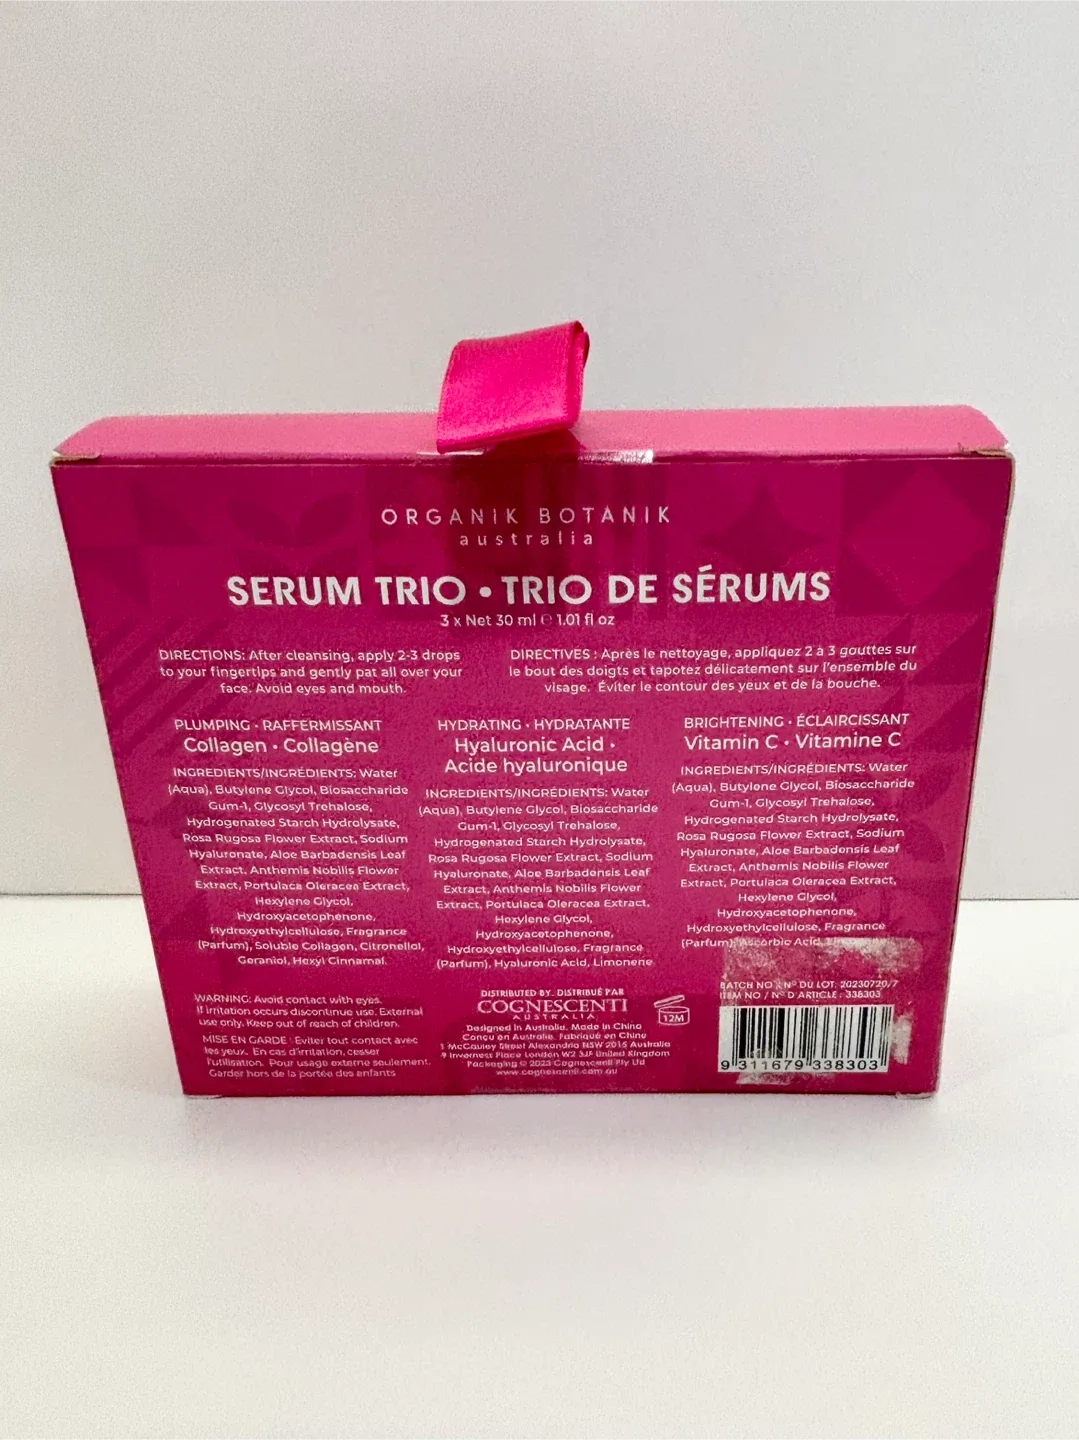 ORGANIK BOTANIK
australia
SERUM TRIO • TRIO DE SÉRUMS
3 x Net 30 ml ℮ 1.01 fl oz
DIRECTIONS: After cleansing, apply 2-3 drops
to your fingertips and gently pat all over your
face. Avoid eyes and mouth.
DIRECTIVES : Après le nettoyage, appliquez 2 à 3 gouttes sur
le bout des doigts et tapotez délicatement sur l'ensemble du
visage. Éviter le contour des yeux et de la bouche.
PLUMPING • RAFFERMISSANT
Collagen • Collagène
INGREDIENTS/INGRÉDIENTS: Water
(Aqua), Butylene Glycol, Biosaccharide
Gum-1, Glycosyl Trehalose,
Hydrogenated Starch Hydrolysate,
Rosa Rugosa Flower Extract, Sodium
Hyaluronate, Aloe Barbadensis Leaf
Extract, Anthemis Nobilis Flower
Extract, Portulaca Oleracea Extract,
Hexylene Glycol,
Hydroxyacetophenone,
Hydroxyethylcellulose, Fragrance
(Parfum), Soluble Collagen, Citronellol,
Geraniol, Hexyl Cinnamal.
HYDRATING • HYDRATANTE
Hyaluronic Acid •
Acide hyaluronique
INGREDIENTS/INGRÉDIENTS: Water
(Aqua), Butylene Glycol, Biosaccharide
Gum-1, Glycosyl Trehalose,
Hydrogenated Starch Hydrolysate,
Rosa Rugosa Flower Extract, Sodium
Hyaluronate, Aloe Barbadensis Leaf
Extract, Anthemis Nobilis Flower
Extract, Portulaca Oleracea Extract,
Hexylene Glycol,
Hydroxyacetophenone,
Hydroxyethylcellulose, Fragrance
(Parfum), Hyaluronic Acid, Limonene
BRIGHTENING • ÉCLAIRCISSANT
Vitamin C • Vitamine C
INGREDIENTS/INGRÉDIENTS: Water
(Aqua), Butylene Glycol, Biosaccharide
Gum-1, Glycosyl Trehalose,
Hydrogenated Starch Hydrolysate,
Rosa Rugosa Flower Extract, Sodium
Hyaluronate, Aloe Barbadensis Leaf
Extract, Anthemis Nobilis Flower
Extract, Portulaca Oleracea Extract,
Hexylene Glycol,
Hydroxyacetophenone,
Hydroxyethylcellulose, Fragrance
(Parfum), Ascorbic Acid,
WARNING: Avoid contact with eyes.
If irritation occurs discontinue use. External
use only. Keep out of reach of children.
MISE EN GARDE : Éviter tout contact avec
les yeux. En cas d'irritation, cesser
l'utilisation. Pour usage externe seulement.
Garder hors de la portée des enfants
DISTRIBUTED BY. DISTRIBUÉ PAR
COGNESCENTI
AUSTRALIA
Designed in Australia. Made in China
Conçu en Australie. Fabriqué en Chine
1 McCauley Street Alexandria NSW 2015 Australia
9 Inverness Place London W2 3JF United Kingdom
Packaging © 2023 Cognescenti Pty Ltd
www.cognescenti.com.au
12M
BATCH NO / N° DU LOT: 20230720/7
ITEM NO / N° D'ARTICLE : 338303
9 311679 338303